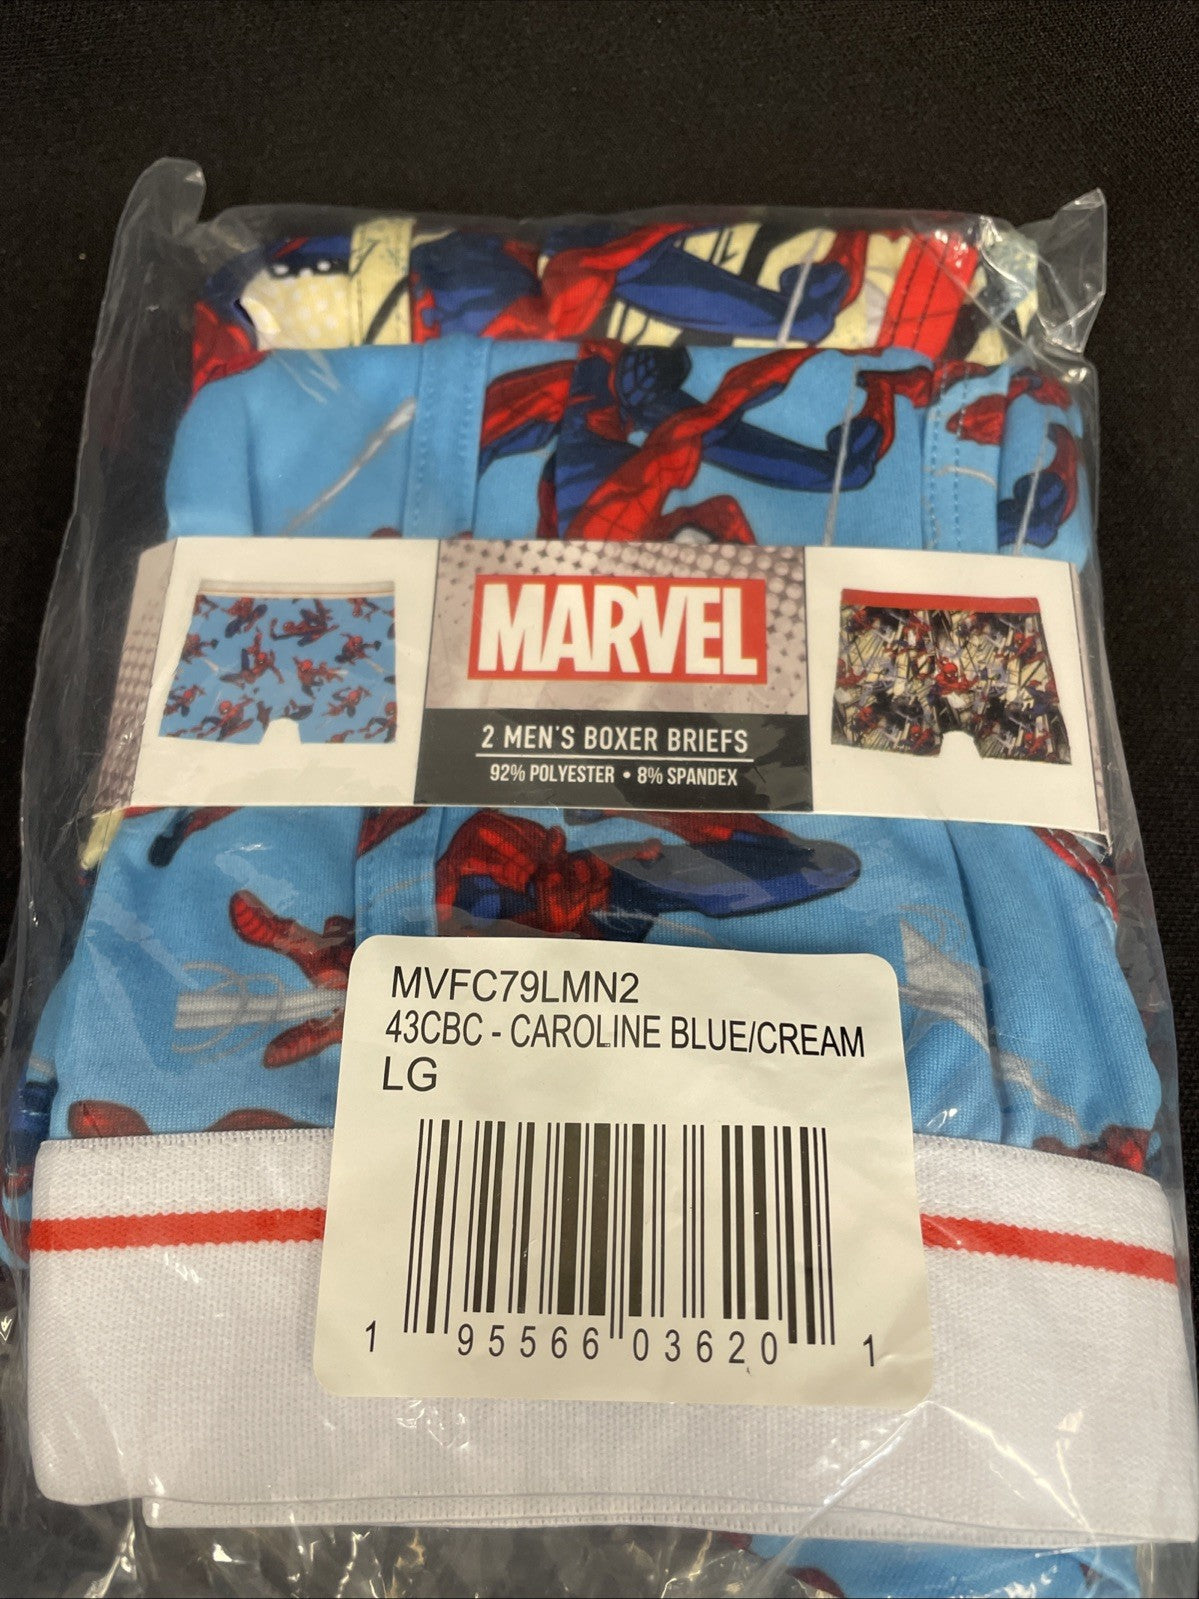 MARVEL
2 MEN'S BOXER BRIEFS
92% POLYESTER • 8% SPANDEX
MVFC79LMN2
43CBC - CAROLINE BLUE/CREAM
LG
1 95566 03620 1